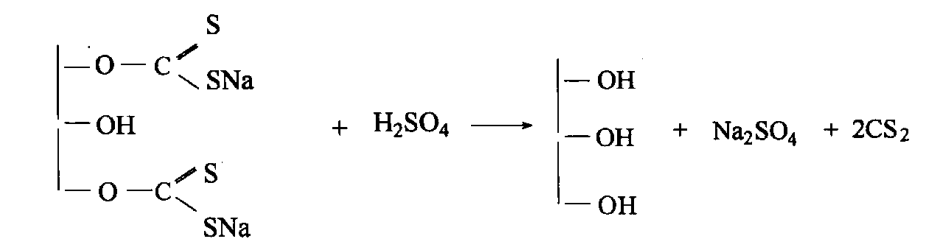 S
O — C
SNa
OH
+ H₂SO₄ ⟶
OH
OH
OH
+ Na₂SO₄ + 2CS₂
O — C
S
SNa